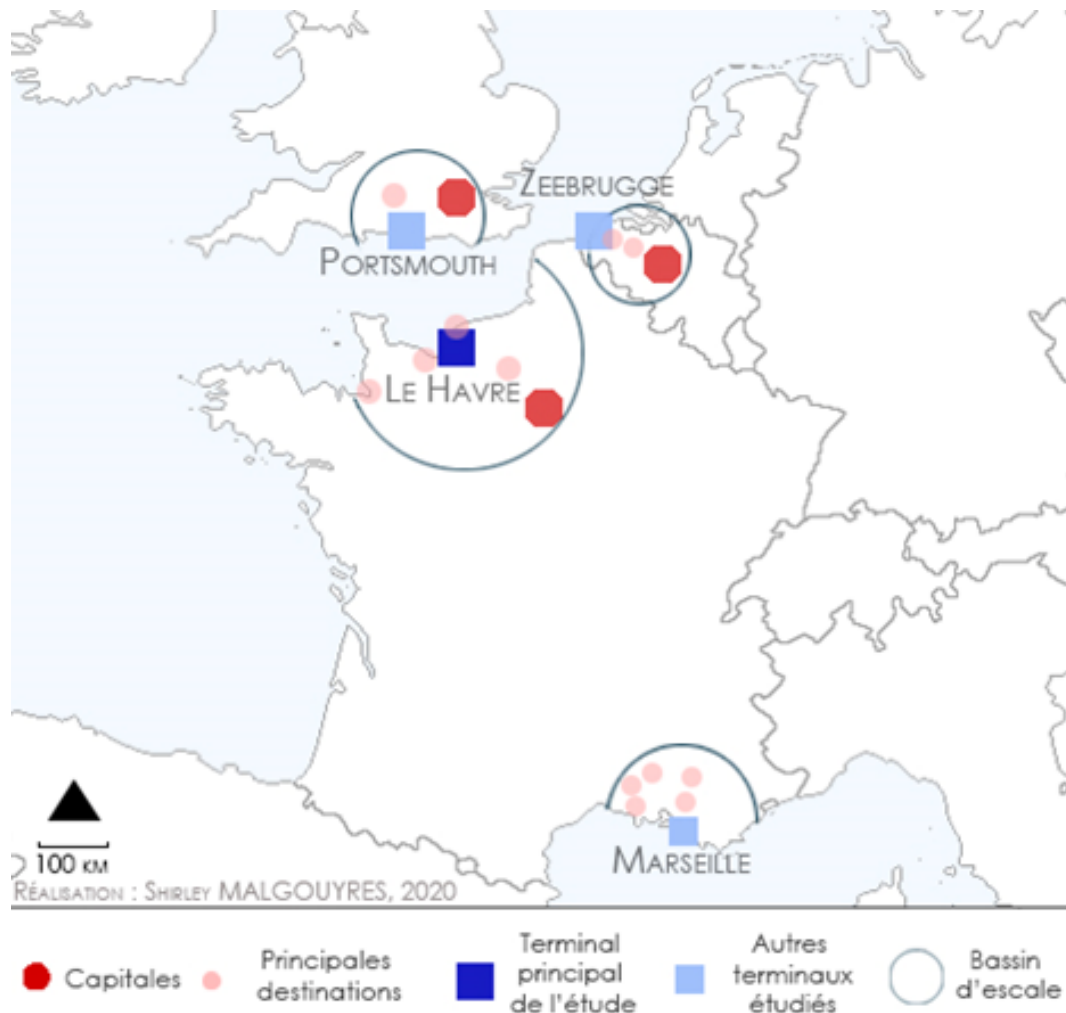 ZEEBRUGGE
PORTSMOUTH
LE HAVRE
MARSEILLE
100 KM
RÉALISATION : SHIRLEY MALGOUYRES, 2020
Capitales
Principales
destinations
Terminal
principal
de l'étude
Autres
terminaux
étudiés
Bassin
d'escale